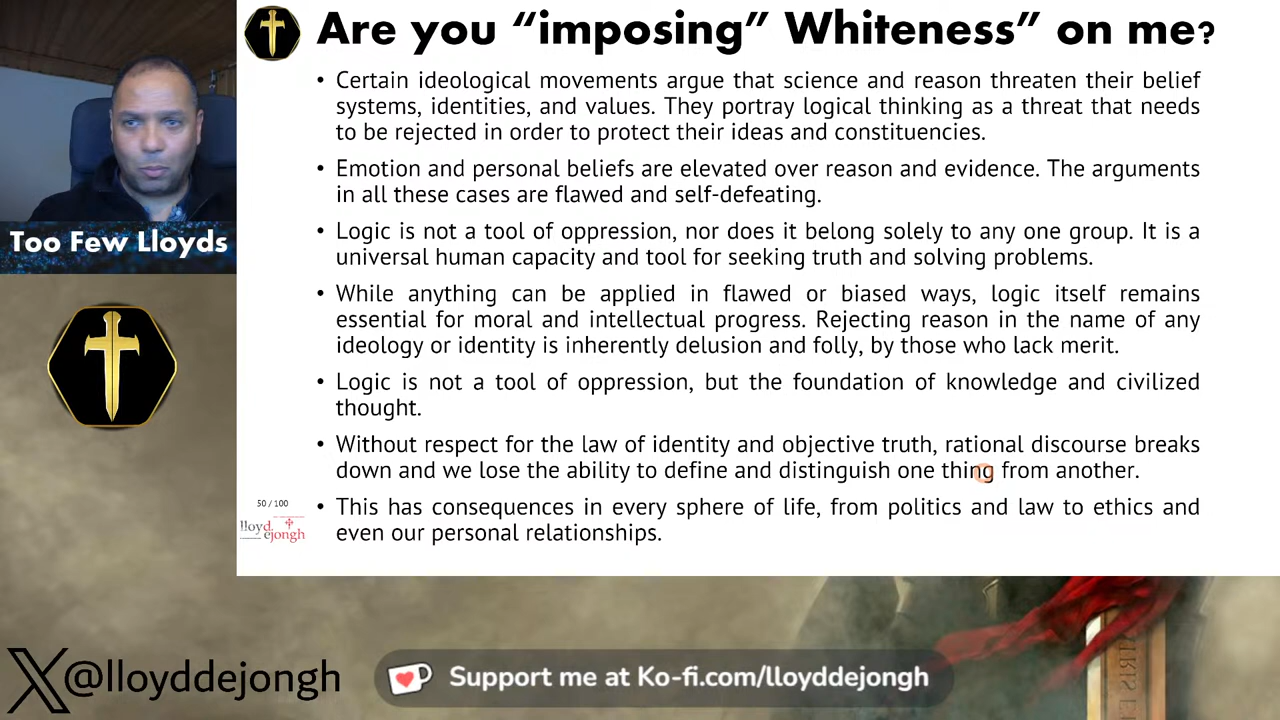 Are you “imposing” Whiteness” on me?
• Certain ideological movements argue that science and reason threaten their belief
systems, identities, and values. They portray logical thinking as a threat that needs
to be rejected in order to protect their ideas and constituencies.
• Emotion and personal beliefs are elevated over reason and evidence. The arguments
in all these cases are flawed and self-defeating.
• Logic is not a tool of oppression, nor does it belong solely to any one group. It is a
universal human capacity and tool for seeking truth and solving problems.
• While anything can be applied in flawed or biased ways, logic itself remains
essential for moral and intellectual progress. Rejecting reason in the name of any
ideology or identity is inherently delusion and folly, by those who lack merit.
• Logic is not a tool of oppression, but the foundation of knowledge and civilized
thought.
• Without respect for the law of identity and objective truth, rational discourse breaks
down and we lose the ability to define and distinguish one thing from another.
• This has consequences in every sphere of life, from politics and law to ethics and
even our personal relationships.
Too Few Lloyds
50 / 100
lloyd
dejongh
X@lloyddejongh
Support me at Ko-fi.com/lloyddejongh